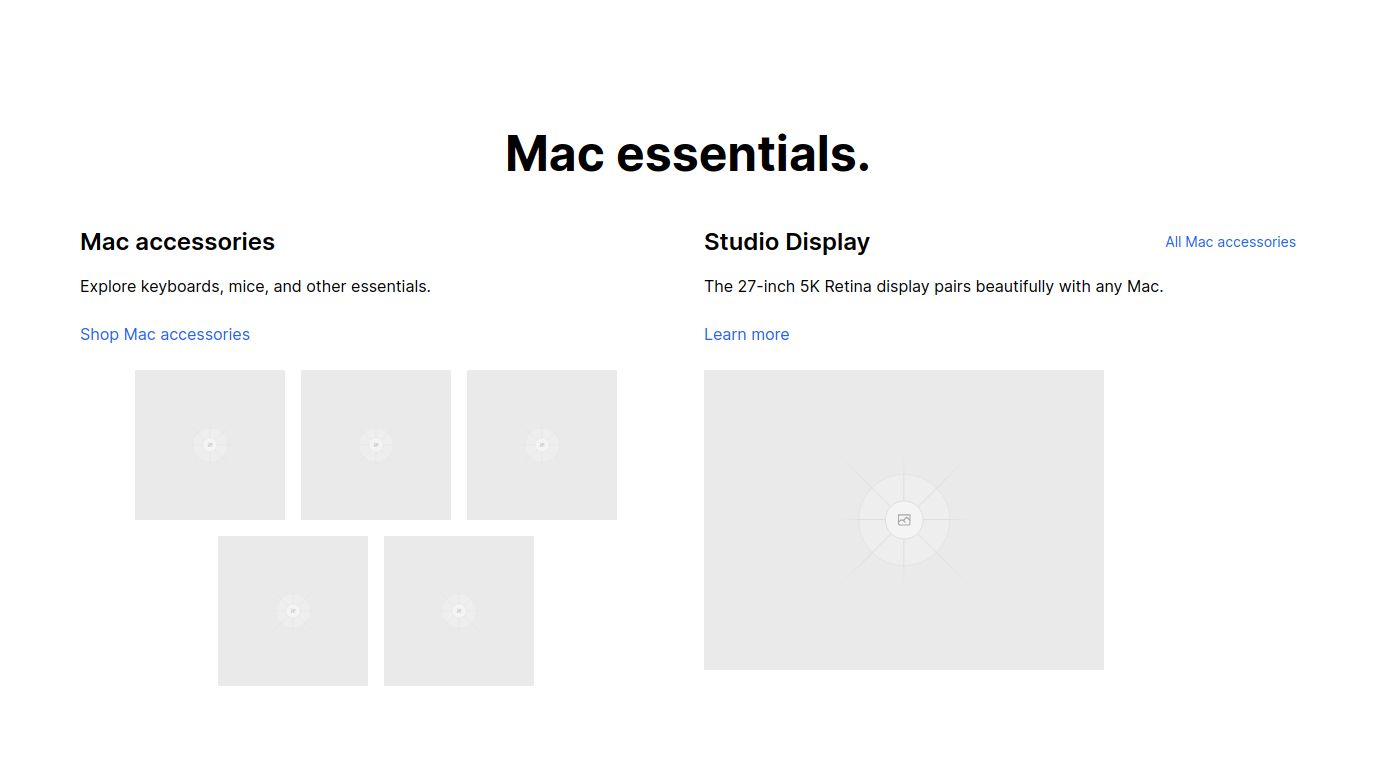 Mac essentials.
Mac accessories
Explore keyboards, mice, and other essentials.
Shop Mac accessories
Studio Display
All Mac accessories
The 27-inch 5K Retina display pairs beautifully with any Mac.
Learn more